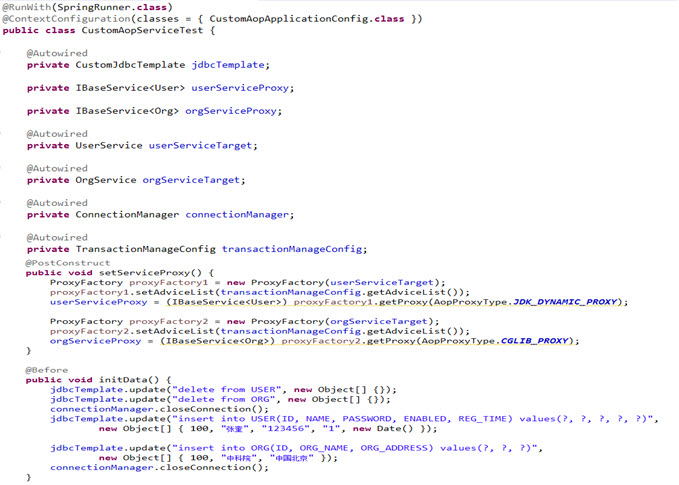 @RunWith(SpringRunner.class)
@ContextConfiguration(classes = { CustomAopApplicationConfig.class })
public class CustomAopServiceTest {
@Autowired
private CustomJdbcTemplate jdbcTemplate;
private IBaseService<User> userServiceProxy;
private IBaseService<Org> orgServiceProxy;
@Autowired
private UserService userServiceTarget;
@Autowired
private OrgService orgServiceTarget;
@Autowired
private ConnectionManager connectionManager;
@Autowired
private TransactionManageConfig transactionManageConfig;
@PostConstruct
public void setServiceProxy() {
ProxyFactory proxyFactory1 = new ProxyFactory(userServiceTarget);
proxyFactory1.setAdviceList(transactionManageConfig.getAdviceList());
userServiceProxy = (IBaseService<User>) proxyFactory1.getProxy(AopProxyType.JDK_DYNAMIC_PROXY);
ProxyFactory proxyFactory2 = new ProxyFactory(orgServiceTarget);
proxyFactory2.setAdviceList(transactionManageConfig.getAdviceList());
orgServiceProxy = (IBaseService<Org>) proxyFactory2.getProxy(AopProxyType.CGLIB_PROXY);
}
@Before
public void initData() {
jdbcTemplate.update("delete from USER", new Object[] {});
jdbcTemplate.update("delete from ORG", new Object[] {});
connectionManager.closeConnection();
jdbcTemplate.update("insert into USER(ID, NAME, PASSWORD, ENABLED, REG_TIME) values(?, ?, ?, ?, ?)",
new Object[] { 100, "张童", "123456", "1", new Date() });
jdbcTemplate.update("insert into ORG(ID, ORG_NAME, ORG_ADDRESS) values(?, ?, ?)",
new Object[] { 100, "中科院", "中国北京" });
connectionManager.closeConnection();
}